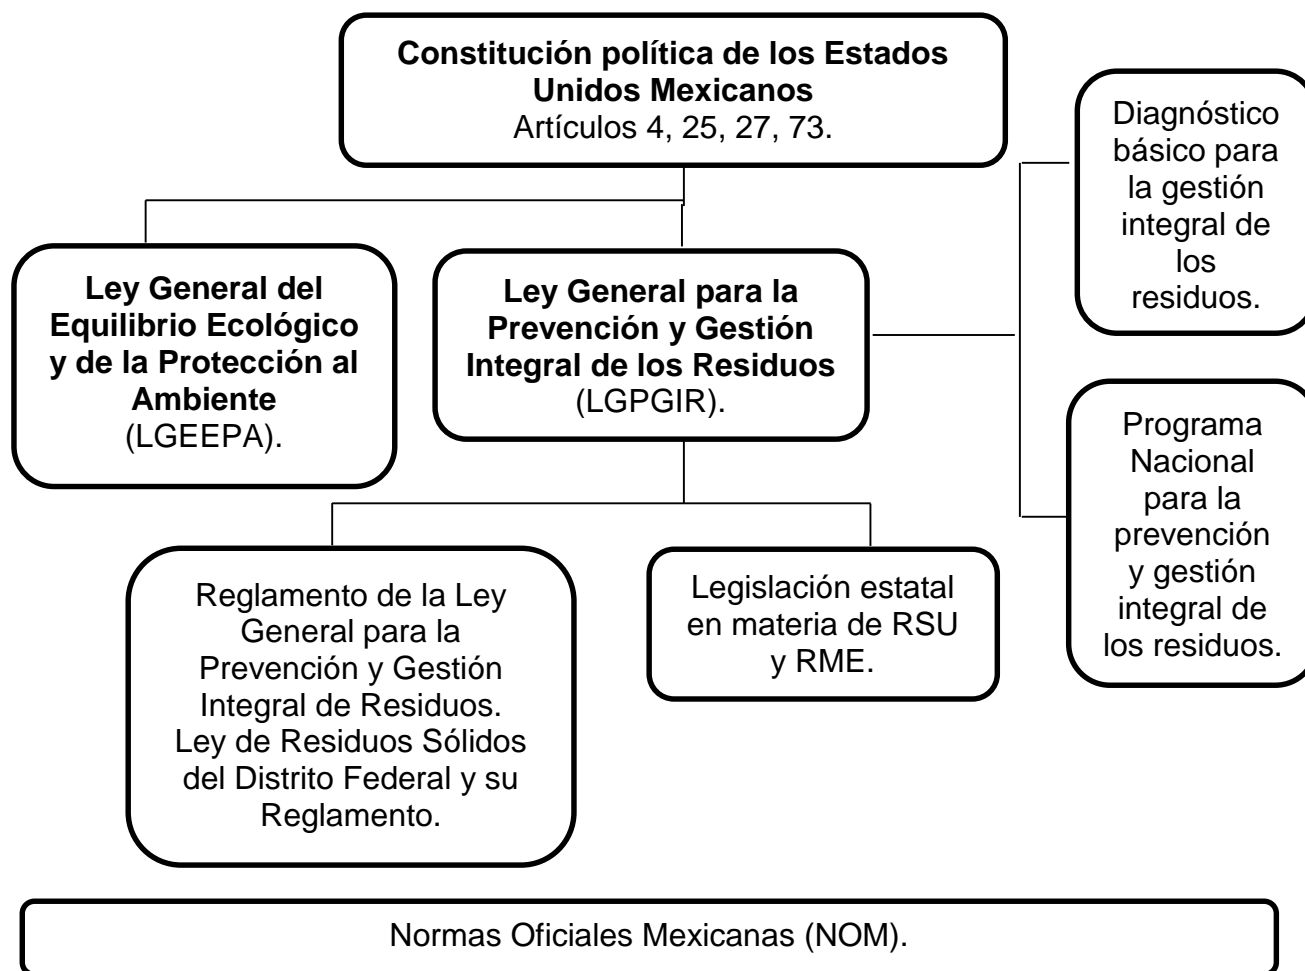 Constitución política de los Estados
Unidos Mexicanos
Artículos 4, 25, 27, 73.
Diagnóstico
básico para
la gestión
integral de
los
residuos.
Ley General del
Equilibrio Ecológico
y de la Protección al
Ambiente
(LGEEPA).
Ley General para la
Prevención y Gestión
Integral de los Residuos
(LGPGIR).
Programa
Nacional
para la
prevención
y gestión
integral de
los residuos.
Reglamento de la Ley
General para la
Prevención y Gestión
Integral de Residuos.
Ley de Residuos Sólidos
del Distrito Federal y su
Reglamento.
Legislación estatal
en materia de RSU
y RME.
Normas Oficiales Mexicanas (NOM).